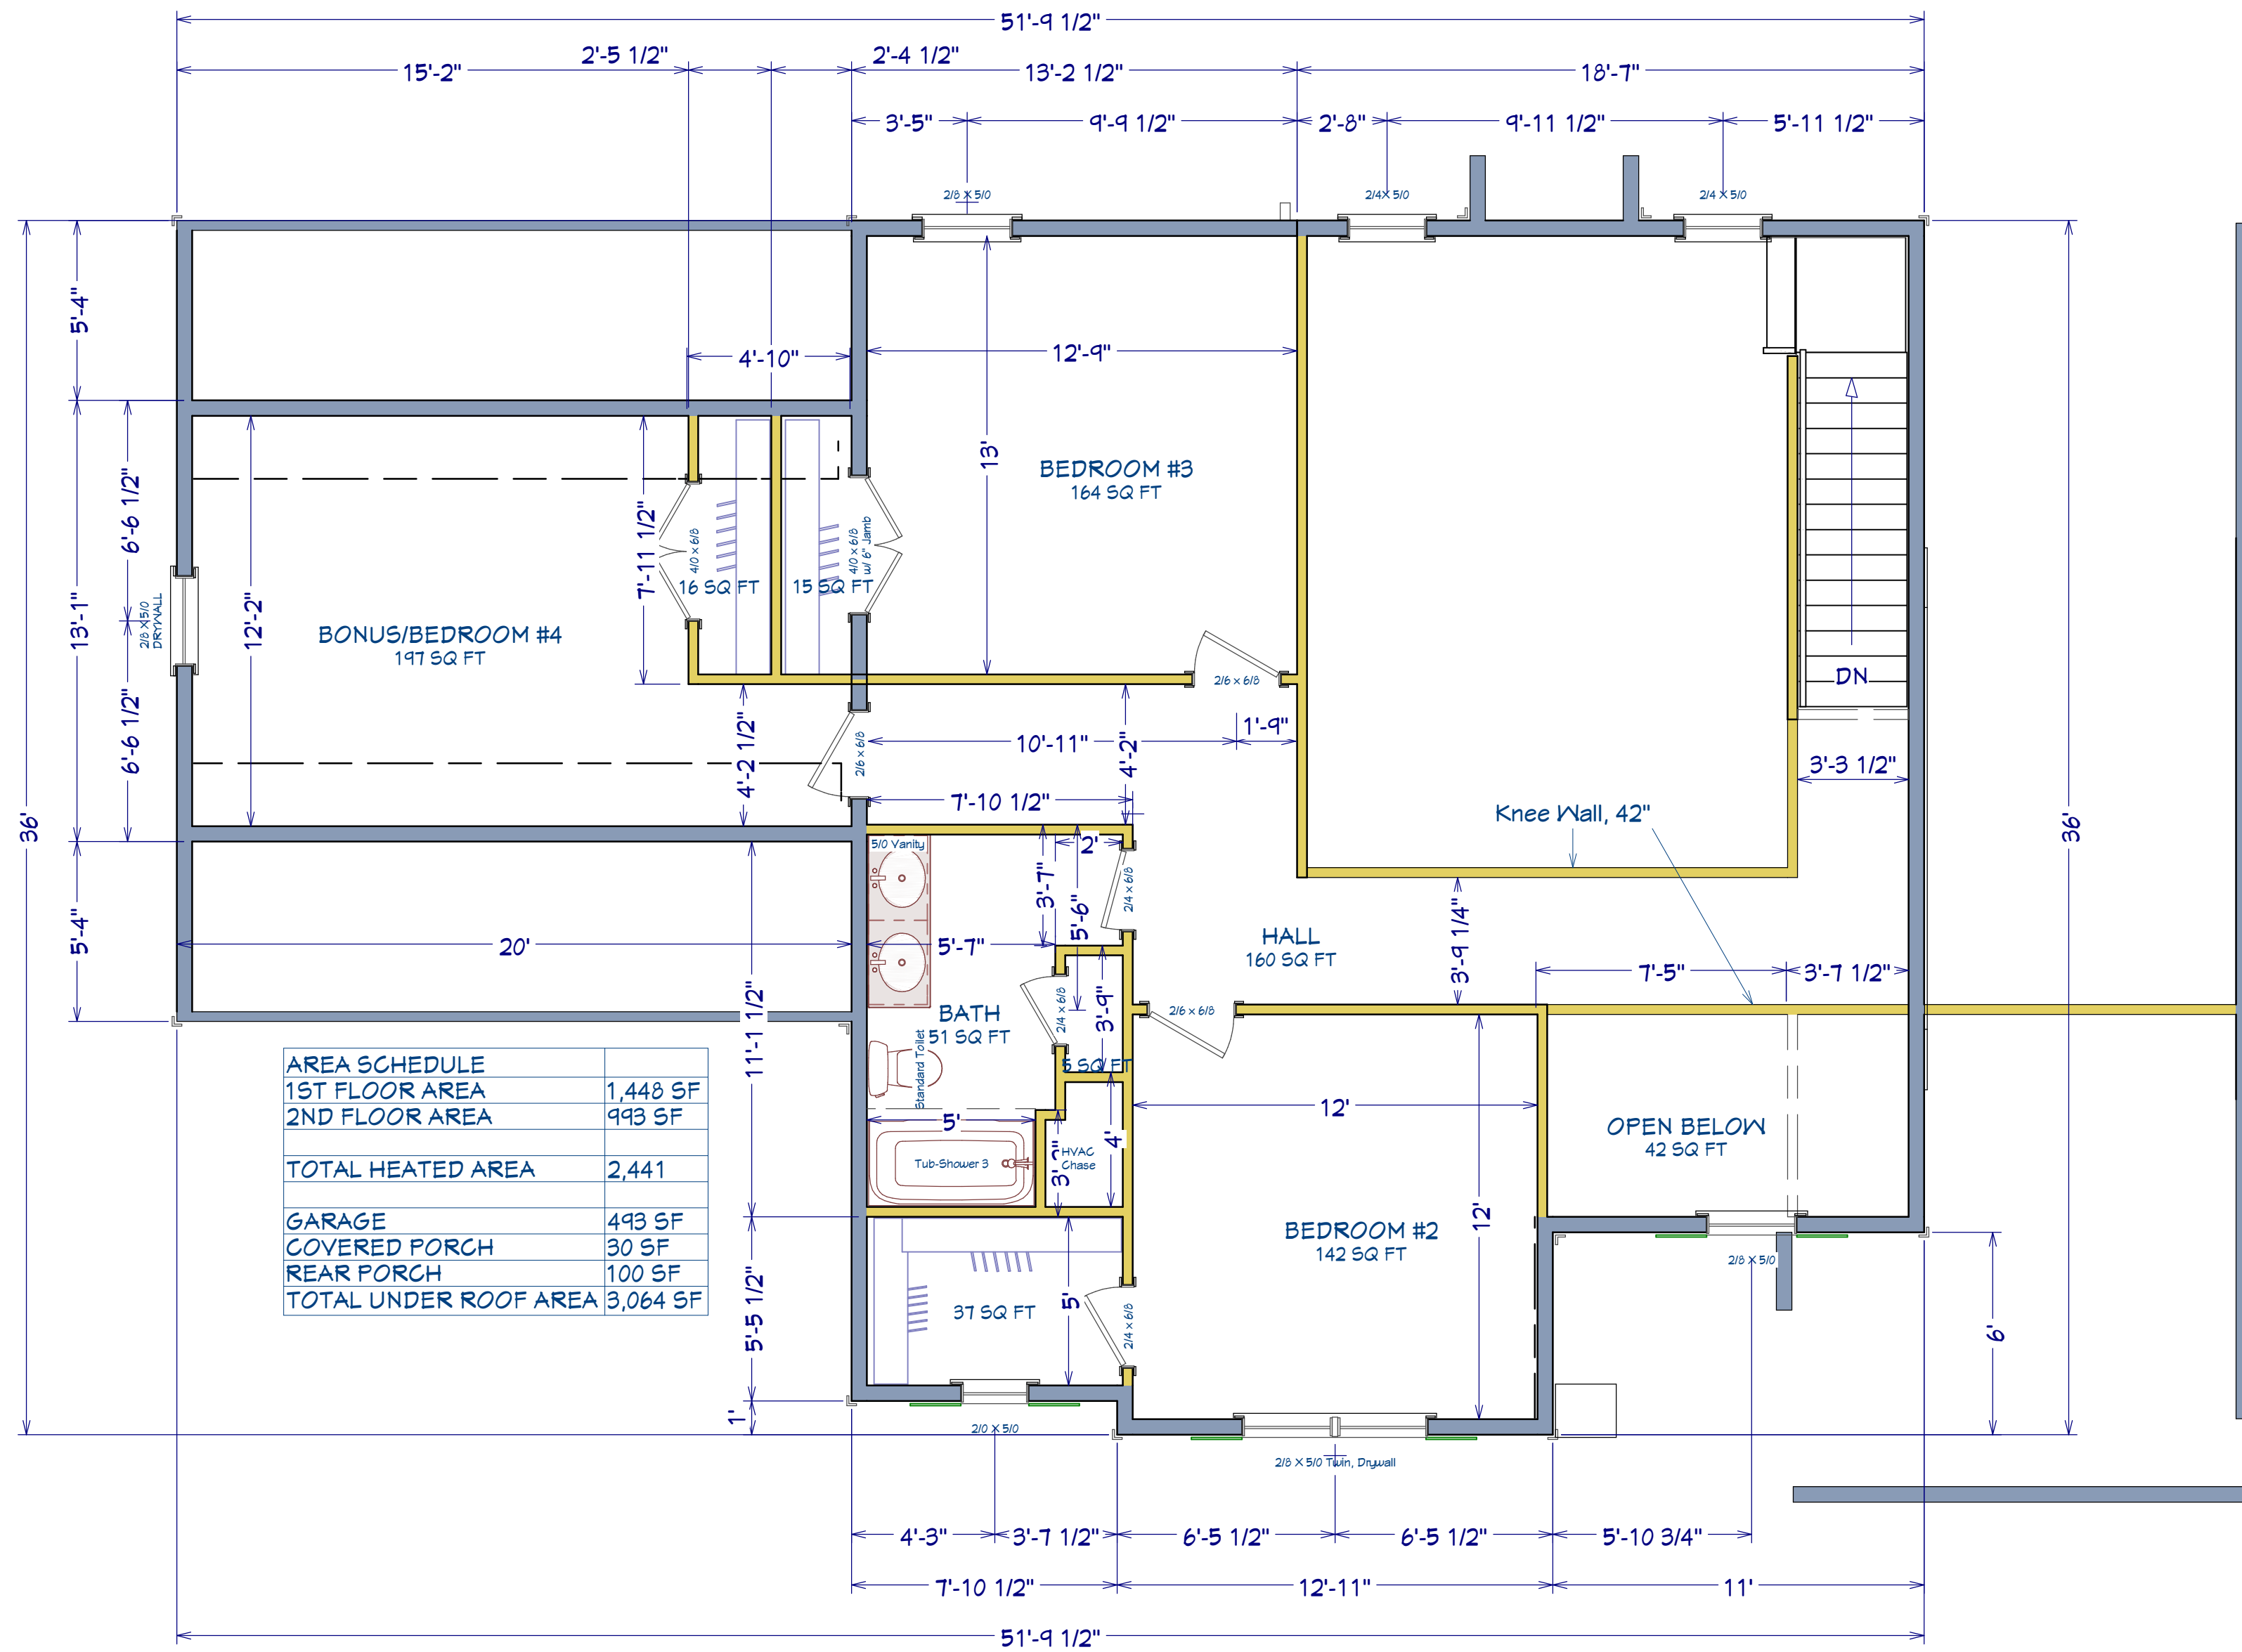 51'-9 1/2"
15'-2"
2'-5 1/2"
2'-4 1/2"
13'-2 1/2"
18'-7"
3'-5"
9'-9 1/2"
2'-8"
9'-11 1/2"
5'-11 1/2"
2/8 X 5/0
2/4 X 5/0
2/4 X 5/0
5'-4"
4'-10"
12'-9"
13'
BEDROOM #3
164 SQ FT
36'
13'-1"
6'-6 1/2"
6'-6 1/2"
2/8 X 5/0
DRYWALL
12'-2"
BONUS/BEDROOM #4
197 SQ FT
7'-11 1/2"
4/0 x 6/8
16 SQ FT
15 SQ FT
4/0 x 6/8
w/ 6" Jamb
2/6 x 6/8
DN
4'-2 1/2"
2/6 x 6/8
10'-11"
1'-9"
4'-2"
3'-3 1/2"
7'-10 1/2"
Knee Wall, 42"
36'
5/0 Vanity
2'
3'-7"
5'-6"
2/4 x 6/8
5'-4"
20'
5'-7"
HALL
160 SQ FT
3'-9 1/4"
7'-5"
3'-7 1/2"
11'-1 1/2"
BATH
51 SQ FT
Standard Toilet
2/4 x 6/8
3'-9"
5 SQ FT
2/6 x 6/8
AREA SCHEDULE
1ST FLOOR AREA 1,448 SF
2ND FLOOR AREA 993 SF
TOTAL HEATED AREA 2,441
GARAGE 493 SF
COVERED PORCH 30 SF
REAR PORCH 100 SF
TOTAL UNDER ROOF AREA 3,064 SF
5'
12'
OPEN BELOW
42 SQ FT
Tub-Shower 3
HVAC
Chase
4'
BEDROOM #2
142 SQ FT
12'
5'-5 1/2"
37 SQ FT
5'
2/4 x 6/8
2/8 X 5/0
6'
1'
2/0 X 5/0
2/8 X 5/0 Twin, Drywall
4'-3"
3'-7 1/2"
6'-5 1/2"
6'-5 1/2"
5'-10 3/4"
7'-10 1/2"
12'-11"
11'
51'-9 1/2"